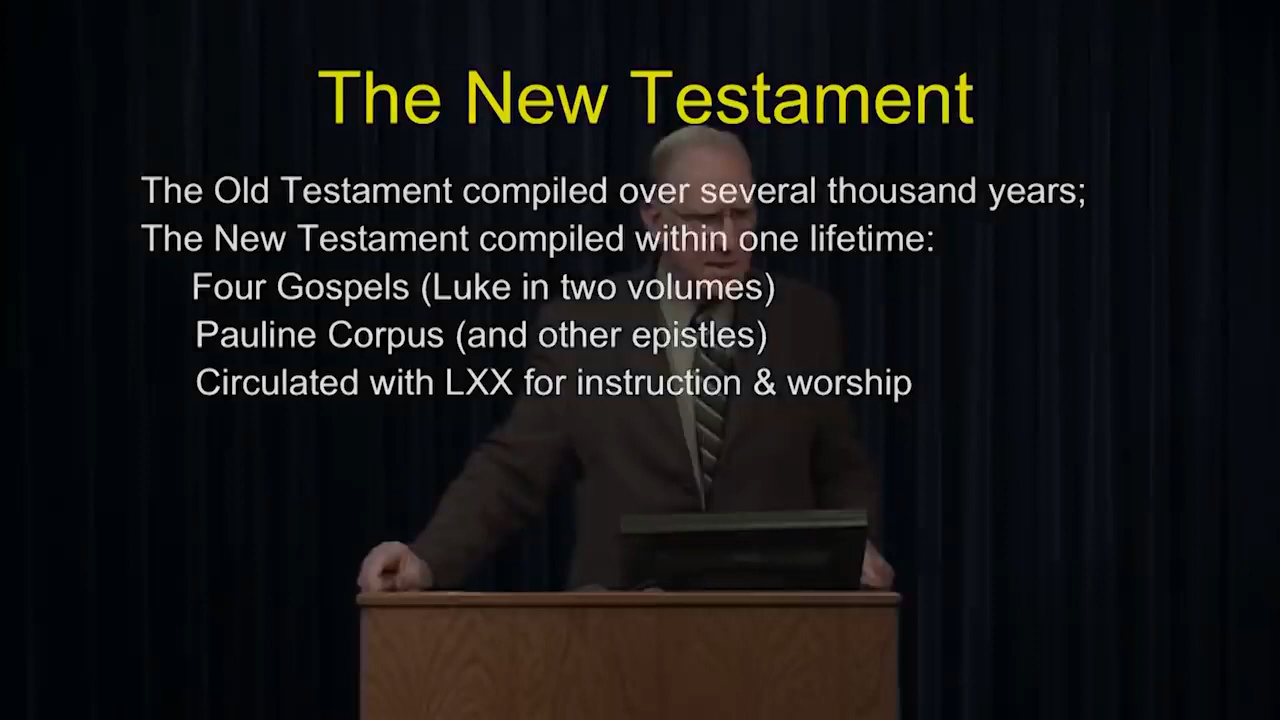 The New Testament
The Old Testament compiled over several thousand years;
The New Testament compiled within one lifetime:
Four Gospels (Luke in two volumes)
Pauline Corpus (and other epistles)
Circulated with LXX for instruction & worship